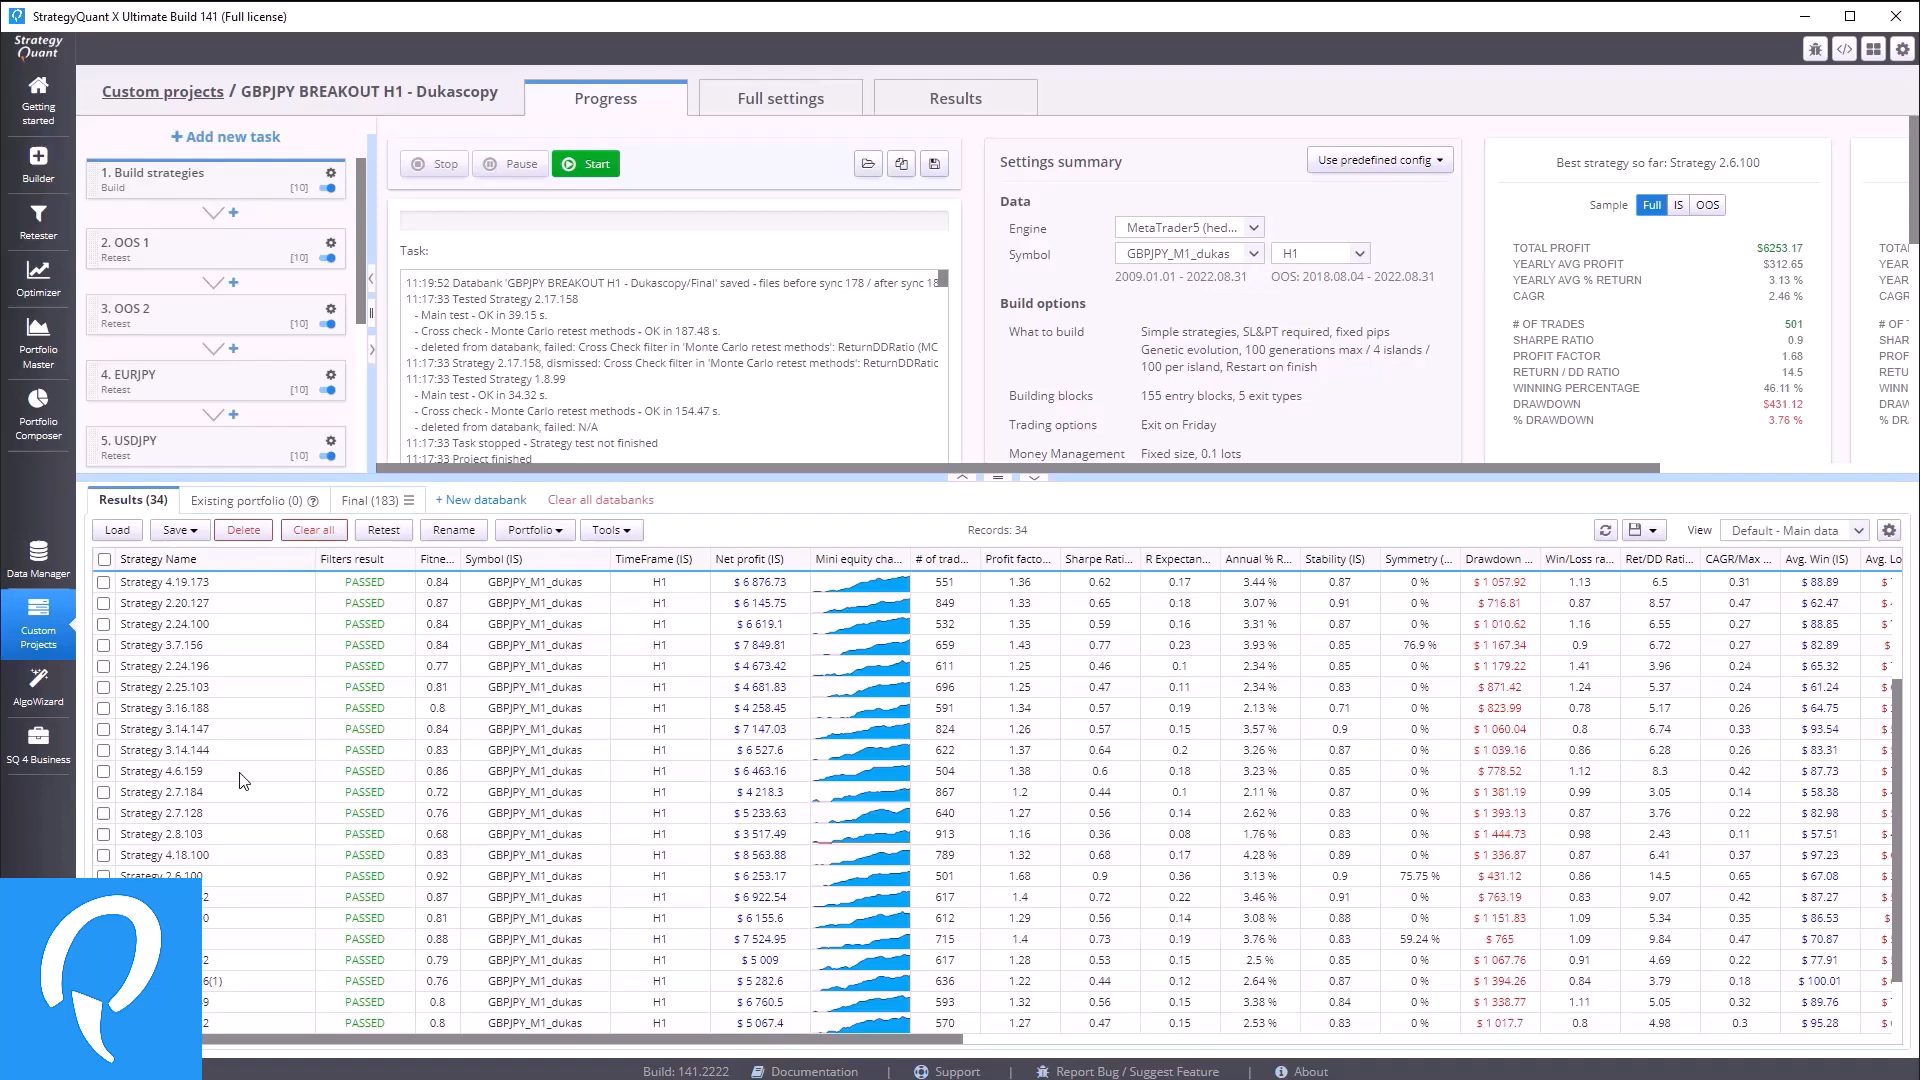 StrategyQuant X Ultimate Build 141 (Full license)
Strategy
Quant
Getting
started
Builder
Retester
Optimizer
Portfolio
Master
Portfolio
Composer
Data Manager
Custom
Projects
AlgoWizard
SQ 4 Business
Custom projects / GBPJPY BREAKOUT H1 - Dukascopy
Progress
Full settings
Results
+ Add new task
1. Build strategies
Build [10]
2. OOS 1
Retest [10]
3. OOS 2
Retest [10]
4. EURJPY
Retest [10]
5. USDJPY
Retest [10]
Stop Pause Start
Task:
11:19:52 Databank 'GBPJPY BREAKOUT H1 - Dukascopy/Final' saved - files before sync 178 / after sync 18
11:17:33 Tested Strategy 2.17.158
- Main test - OK in 39.15 s.
- Cross check - Monte Carlo retest methods - OK in 187.48 s.
- deleted from databank, failed: Cross Check filter in 'Monte Carlo retest methods': ReturnDDRatio (MC
11:17:33 Strategy 2.17.158, dismissed: Cross Check filter in 'Monte Carlo retest methods': ReturnDDRatio
11:17:33 Tested Strategy 1.8.99
- Main test - OK in 34.32 s.
- Cross check - Monte Carlo retest methods - OK in 154.47 s.
- deleted from databank, failed: N/A
11:17:33 Task stopped - Strategy test not finished
11:17:33 Project finished
Settings summary
Use predefined config
Data
Engine MetaTrader5 (hed...
Symbol GBPJPY_M1_dukas H1
2009.01.01 - 2022.08.31 OOS: 2018.08.04 - 2022.08.31
Build options
What to build Simple strategies, SL&PT required, fixed pips
Genetic evolution, 100 generations max / 4 islands /
100 per island, Restart on finish
Building blocks 155 entry blocks, 5 exit types
Trading options Exit on Friday
Money Management Fixed size, 0.1 lots
Best strategy so far: Strategy 2.6.100
Sample Full IS OOS
TOTAL PROFIT $6253.17
YEARLY AVG PROFIT $312.65
YEARLY AVG % RETURN 3.13 %
CAGR 2.46 %
# OF TRADES 501
SHARPE RATIO 0.9
PROFIT FACTOR 1.68
RETURN / DD RATIO 14.5
WINNING PERCENTAGE 46.11 %
DRAWDOWN $431.12
% DRAWDOWN 3.76 %
TOTA
YEAR
YEAR
CAGR
# OF T
SHAR
PROF
RETU
WINN
DRAW
% DR
Results (34) Existing portfolio (0) Final (183) + New databank Clear all databanks
Load Save Delete Clear all Retest Rename Portfolio Tools Records: 34 View Default - Main data
Strategy Name Filters result Fitne... Symbol (IS) TimeFrame (IS) Net profit (IS) Mini equity cha... # of trad... Profit facto... Sharpe Rati... R Expectan... Annual % R... Stability (IS) Symmetry (... Drawdown ... Win/Loss ra... Ret/DD Rati... CAGR/Max ... Avg. Win (IS) Avg. Lo
Strategy 4.19.173 PASSED 0.84 GBPJPY_M1_dukas H1 $ 6 876.73 551 1.36 0.62 0.17 3.44 % 0.87 0 % $ 1 057.92 1.13 6.5 0.31 $ 88.89 $
Strategy 2.20.127 PASSED 0.87 GBPJPY_M1_dukas H1 $ 6 145.75 849 1.33 0.65 0.18 3.07 % 0.91 0 % $ 716.81 0.87 8.57 0.47 $ 62.47 $
Strategy 2.24.100 PASSED 0.84 GBPJPY_M1_dukas H1 $ 6 619.1 532 1.35 0.59 0.16 3.31 % 0.87 0 % $ 1 010.62 1.16 6.55 0.27 $ 88.85 $
Strategy 3.7.156 PASSED 0.84 GBPJPY_M1_dukas H1 $ 7 849.81 659 1.43 0.77 0.23 3.93 % 0.85 76.9 % $ 1 167.34 0.9 6.72 0.27 $ 82.89 $
Strategy 2.24.196 PASSED 0.77 GBPJPY_M1_dukas H1 $ 4 673.42 611 1.25 0.46 0.1 2.34 % 0.85 0 % $ 1 179.22 1.41 3.96 0.24 $ 65.32 $
Strategy 2.25.103 PASSED 0.81 GBPJPY_M1_dukas H1 $ 4 681.83 696 1.25 0.47 0.11 2.34 % 0.83 0 % $ 871.42 1.24 5.37 0.24 $ 61.24 $
Strategy 3.16.188 PASSED 0.8 GBPJPY_M1_dukas H1 $ 4 258.45 591 1.34 0.57 0.19 2.13 % 0.71 0 % $ 823.99 0.78 5.17 0.26 $ 64.75 $
Strategy 3.14.147 PASSED 0.84 GBPJPY_M1_dukas H1 $ 7 147.03 824 1.26 0.57 0.15 3.57 % 0.9 0 % $ 1 060.04 0.8 6.74 0.33 $ 93.54 $
Strategy 3.14.144 PASSED 0.83 GBPJPY_M1_dukas H1 $ 6 527.6 622 1.37 0.64 0.2 3.26 % 0.87 0 % $ 1 039.16 0.86 6.28 0.26 $ 83.31 $
Strategy 4.6.159 PASSED 0.86 GBPJPY_M1_dukas H1 $ 6 463.16 504 1.38 0.6 0.18 3.23 % 0.85 0 % $ 778.52 1.12 8.3 0.42 $ 87.73 $
Strategy 2.7.184 PASSED 0.72 GBPJPY_M1_dukas H1 $ 4 218.3 867 1.2 0.44 0.1 2.11 % 0.87 0 % $ 1 381.19 0.99 3.05 0.14 $ 58.38 $
Strategy 2.7.128 PASSED 0.76 GBPJPY_M1_dukas H1 $ 5 233.63 640 1.27 0.56 0.14 2.62 % 0.83 0 % $ 1 393.13 0.87 3.76 0.22 $ 82.98 $
Strategy 2.8.103 PASSED 0.68 GBPJPY_M1_dukas H1 $ 3 517.49 913 1.16 0.36 0.08 1.76 % 0.83 0 % $ 1 444.73 0.98 2.43 0.11 $ 57.51 $
Strategy 4.18.100 PASSED 0.83 GBPJPY_M1_dukas H1 $ 8 563.88 789 1.32 0.68 0.17 4.28 % 0.89 0 % $ 1 336.87 0.87 6.41 0.37 $ 97.23 $
Strategy 2.6.100 PASSED 0.92 GBPJPY_M1_dukas H1 $ 6 253.17 501 1.68 0.9 0.36 3.13 % 0.9 75.75 % $ 431.12 0.86 14.5 0.65 $ 67.08 $
2 PASSED 0.87 GBPJPY_M1_dukas H1 $ 6 922.54 617 1.4 0.72 0.22 3.46 % 0.91 0 % $ 763.19 0.83 9.07 0.42 $ 87.27 $
0 PASSED 0.81 GBPJPY_M1_dukas H1 $ 6 155.6 612 1.29 0.56 0.14 3.08 % 0.88 0 % $ 1 151.83 1.09 5.34 0.35 $ 86.53 $
PASSED 0.88 GBPJPY_M1_dukas H1 $ 7 524.95 715 1.4 0.73 0.19 3.76 % 0.83 59.24 % $ 765 1.09 9.84 0.47 $ 70.87 $
2 PASSED 0.79 GBPJPY_M1_dukas H1 $ 5 009 617 1.28 0.53 0.15 2.5 % 0.85 0 % $ 1 067.76 0.91 4.69 0.22 $ 77.91 $
6(1) PASSED 0.76 GBPJPY_M1_dukas H1 $ 5 282.6 636 1.22 0.44 0.12 2.64 % 0.87 0 % $ 1 394.26 0.84 3.79 0.18 $ 100.01 $
9 PASSED 0.8 GBPJPY_M1_dukas H1 $ 6 760.5 593 1.32 0.56 0.15 3.38 % 0.84 0 % $ 1 338.77 1.11 5.05 0.32 $ 89.76 $
2 PASSED 0.8 GBPJPY_M1_dukas H1 $ 5 067.4 570 1.27 0.47 0.15 2.53 % 0.83 0 % $ 1 017.7 0.8 4.98 0.3 $ 95.28 $
Build: 141.2222 Documentation | Support | Report Bug / Suggest Feature | About